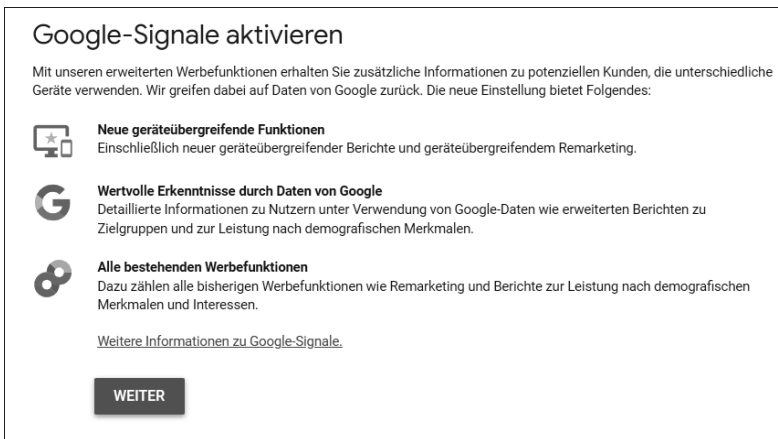 Google-Signale aktivieren
Mit unseren erweiterten Werbefunktionen erhalten Sie zusätzliche Informationen zu potenziellen Kunden, die unterschiedliche
Geräte verwenden. Wir greifen dabei auf Daten von Google zurück. Die neue Einstellung bietet Folgendes:
Neue geräteübergreifende Funktionen
Einschließlich neuer geräteübergreifender Berichte und geräteübergreifendem Remarketing.
Wertvolle Erkenntnisse durch Daten von Google
Detaillierte Informationen zu Nutzern unter Verwendung von Google-Daten wie erweiterten Berichten zu
Zielgruppen und zur Leistung nach demografischen Merkmalen.
Alle bestehenden Werbefunktionen
Dazu zählen alle bisherigen Werbefunktionen wie Remarketing und Berichte zur Leistung nach demografischen
Merkmalen und Interessen.
Weitere Informationen zu Google-Signale.
WEITER